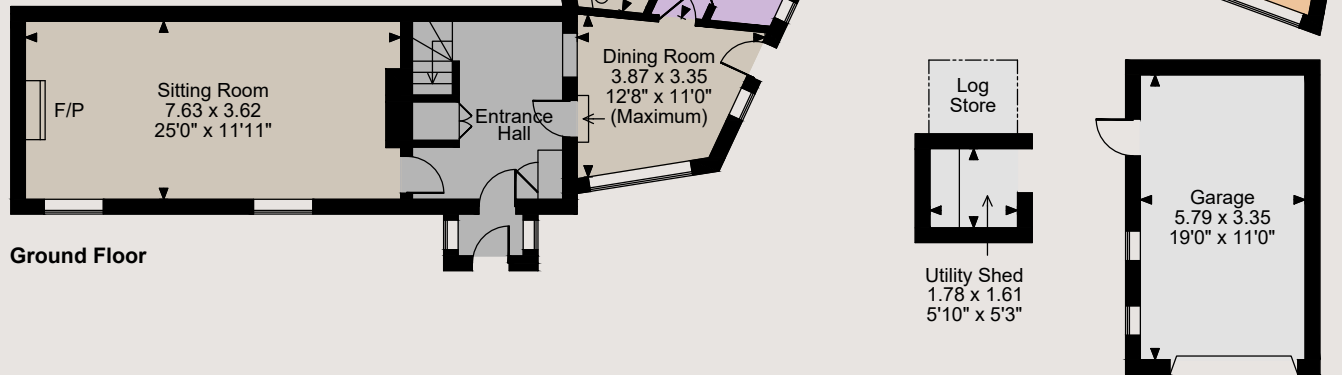 Sitting Room
7.63 x 3.62
25'0" x 11'11"
F/P
Entrance
Hall
Dining Room
3.87 x 3.35
12'8" x 11'0"
(Maximum)
Ground Floor
Log
Store
Utility Shed
1.78 x 1.61
5'10" x 5'3"
Garage
5.79 x 3.35
19'0" x 11'0"